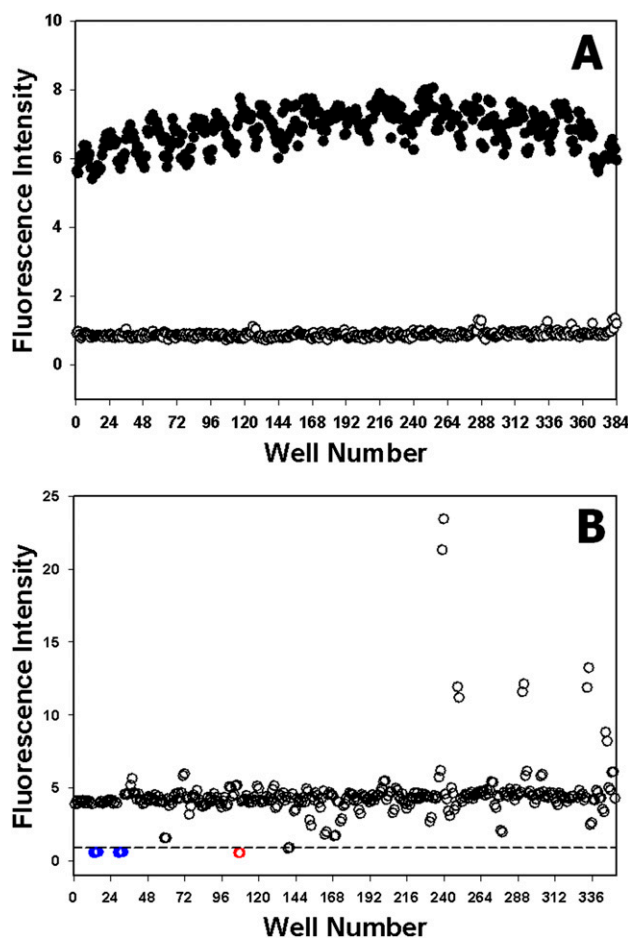 A
10
8
6
4
2
0
Fluorescence Intensity
0 24 48 72 96 120 144 168 192 216 240 264 288 312 336 360 384
Well Number
B
25
20
15
10
5
0
Fluorescence Intensity
0 24 48 72 96 120 144 168 192 216 240 264 288 312 336
Well Number